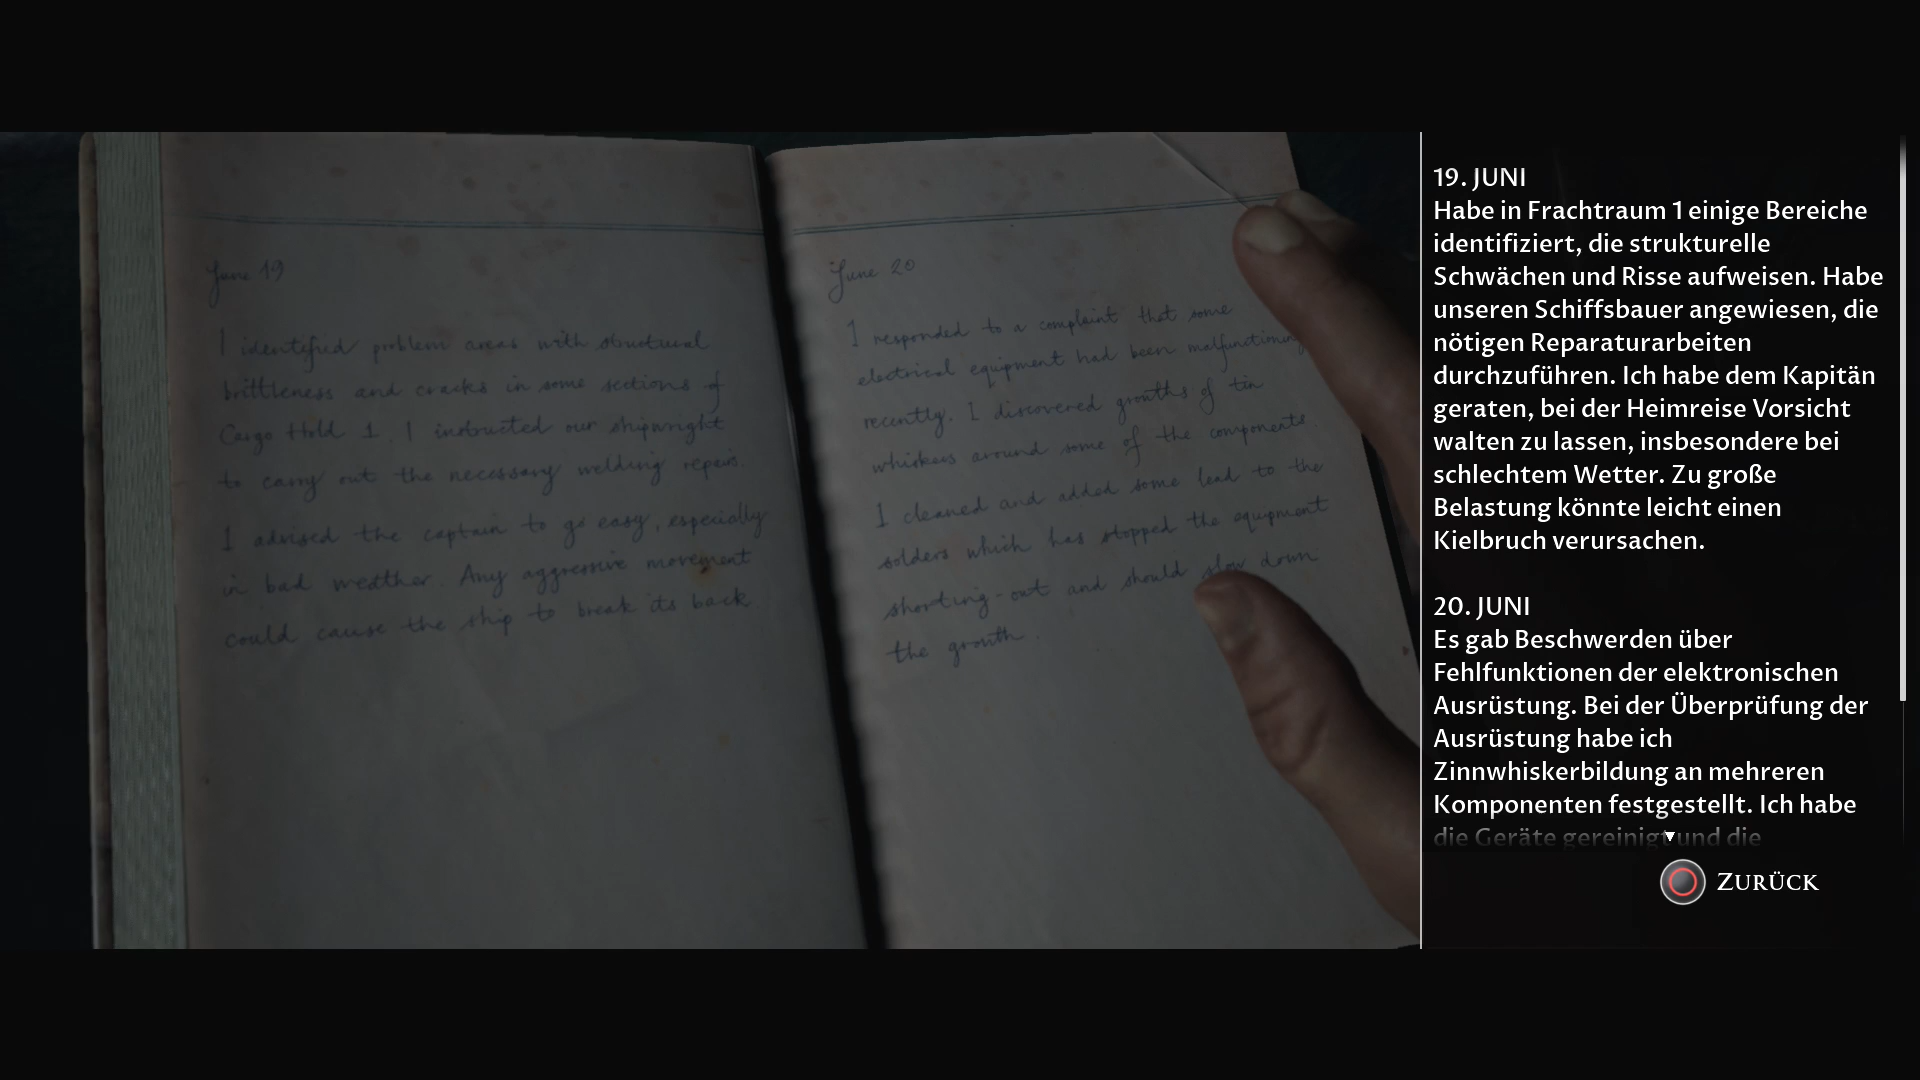 June 19
I identified problem areas with structural
brittleness and cracks in some sections of
Cargo Hold 1. I instructed our shipwright
to carry out the necessary welding repairs.
I advised the captain to go easy, especially
in bad weather. Any aggressive movement
could cause the ship to break its back
June 20
I responded to a complaint that some
electrical equipment had been malfunctioning
recently. I discovered growths of tin
whiskers around some of the components.
I cleaned and added some lead to the
solders which has stopped the equipment
shorting-out and should slow down
the growth.
19. JUNI
Habe in Frachtraum 1 einige Bereiche
identifiziert, die strukturelle
Schwächen und Risse aufweisen. Habe
unseren Schiffsbauer angewiesen, die
nötigen Reparaturarbeiten
durchzuführen. Ich habe dem Kapitän
geraten, bei der Heimreise Vorsicht
walten zu lassen, insbesondere bei
schlechtem Wetter. Zu große
Belastung könnte leicht einen
Kielbruch verursachen.
20. JUNI
Es gab Beschwerden über
Fehlfunktionen der elektronischen
Ausrüstung. Bei der Überprüfung der
Ausrüstung habe ich
Zinnwhiskerbildung an mehreren
Komponenten festgestellt. Ich habe
die Geräte gereinigt und die
ZURÜCK